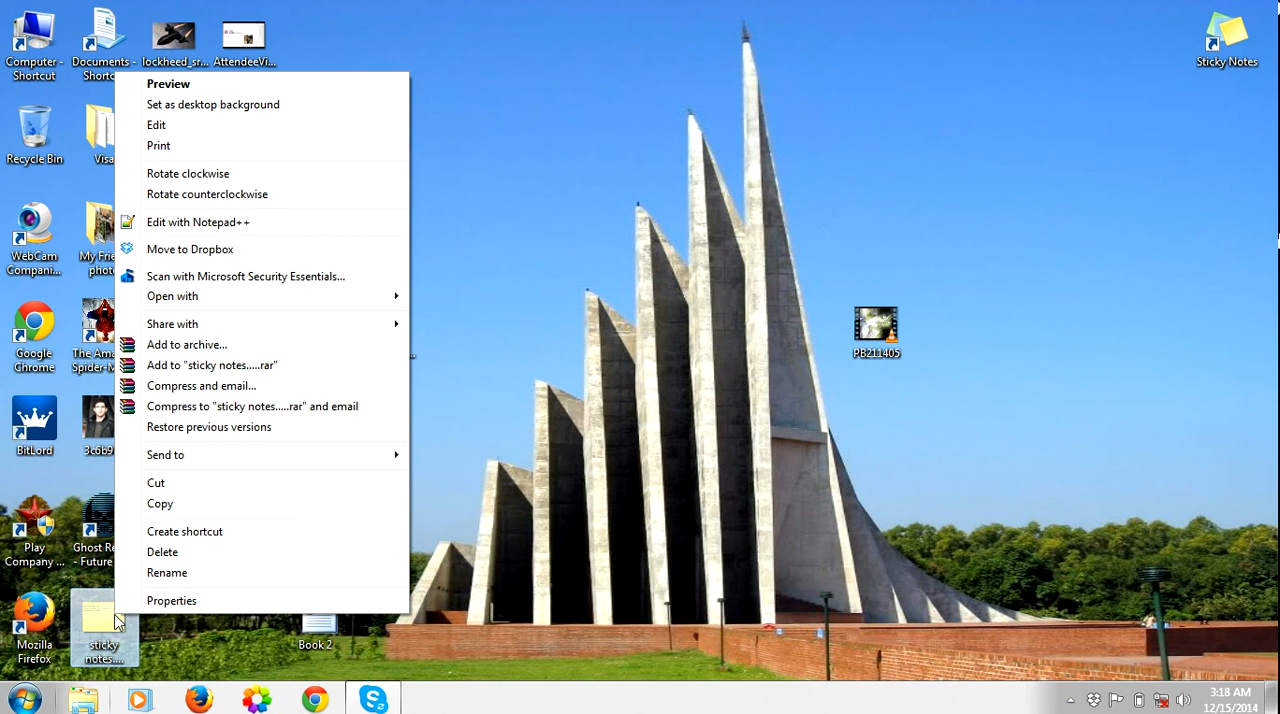 Computer -
Shortcut
Documents -
Shortc
lockheed_sr...
AttendeeVi...
Sticky Notes
Preview
Set as desktop background
Edit
Print
Rotate clockwise
Rotate counterclockwise
Edit with Notepad++
Move to Dropbox
Scan with Microsoft Security Essentials...
Open with
Share with
Add to archive...
Add to "sticky notes.....rar"
Compress and email...
Compress to "sticky notes.....rar" and email
Restore previous versions
Send to
Cut
Copy
Create shortcut
Delete
Rename
Properties
Recycle Bin
Visa
WebCam
Compani...
My Frie
phot
Google
Chrome
The Ama
Spider-M
PB211405
BitLord
3c6b9
Play
Company ...
Ghost Re
- Future
Mozilla
Firefox
sticky
notes....
Book 2
3:18 AM
12/15/2014